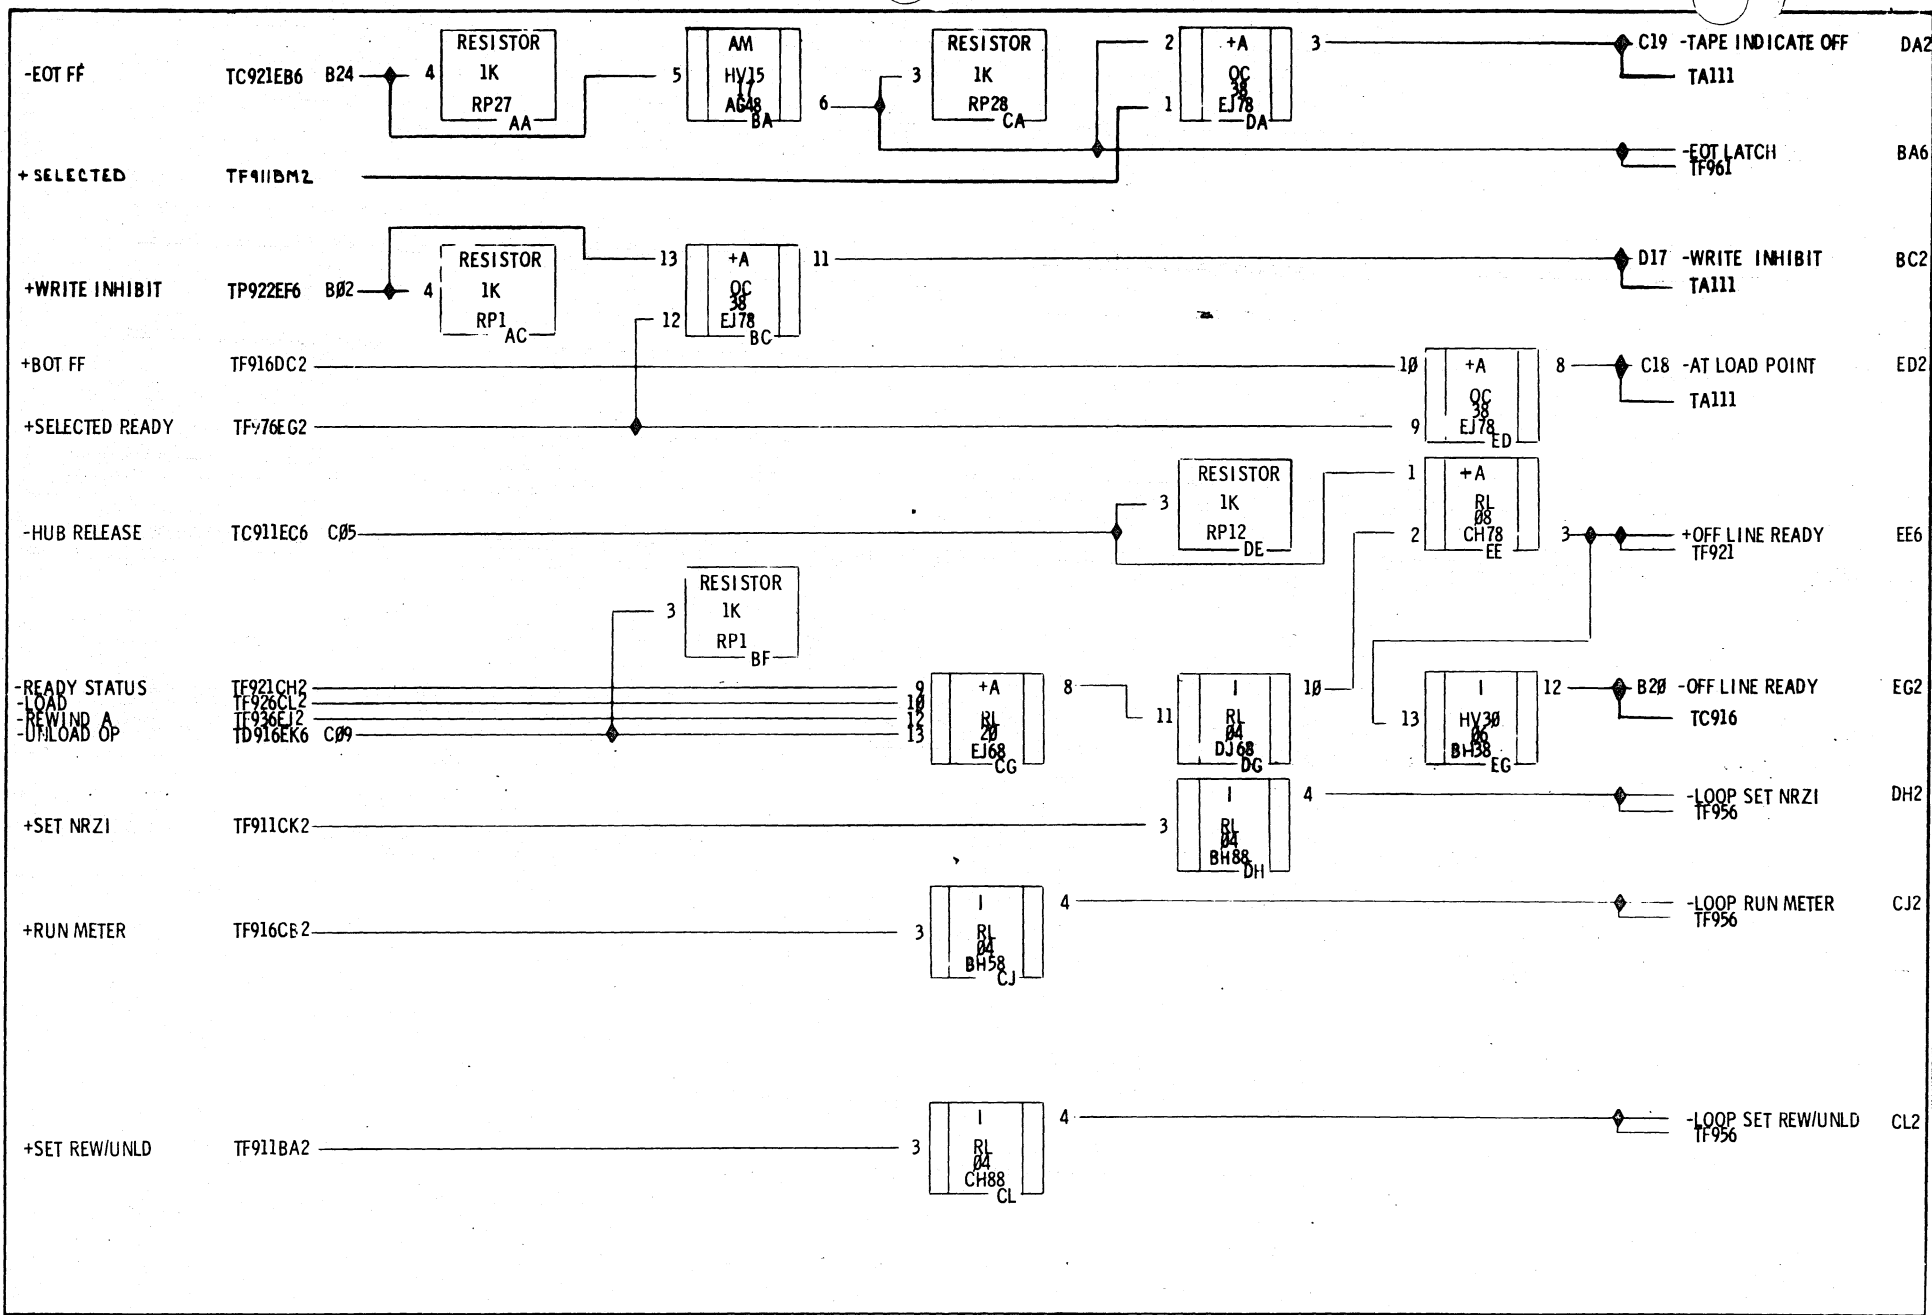 RESISTOR
1K
RP27
AA
AM
HV15
17
AG48
BA
RESISTOR
1K
RP28
CA
+A
OC
38
EJ78
DA
-EOT FF TC921EB6 B24 4 5 6 3 2 1 3 C19 -TAPE INDICATE OFF DA2
TA111
-EOT LATCH BA6
TF961
+ SELECTED TF911BM2
RESISTOR
1K
RP1
AC
+A
OC
38
EJ78
BC
+WRITE INHIBIT TP922EF6 BØ2 4 13 12 11 D17 -WRITE INHIBIT BC2
TA111
+BOT FF TF916DC2 1Ø 8 C18 -AT LOAD POINT ED2
TA111
+A
OC
38
EJ78
ED
+SELECTED READY 9
RESISTOR
1K
RP12
DE
+A
RL
Ø8
CH78
EE
-HUB RELEASE TC911EC6 CØ5 3 1 2 3 +OFF LINE READY EE6
TF921
RESISTOR
1K
RP1
BF
3
-READY STATUS TF921CH2 9
-LOAD TF926CL2 1Ø
-REWIND A TF936EJ2 12
-UNLOAD OP TD916EK6 CØ9 13
+A
RL
2Ø
EJ68
CG
8 11
I
RL
Ø4
DJ68
DG
1Ø 13
I
HV3Ø
Ø6
BH38
EG
12 B2Ø -OFF LINE READY EG2
TC916
+SET NRZI TF911CK2 3
I
RL
Ø4
BH88
DH
4 -LOOP SET NRZI DH2
TF956
+RUN METER TF916CB2 3
I
RL
Ø4
BH58
CJ
4 -LOOP RUN METER CJ2
TF956
+SET REW/UNLD TF911BA2 3
I
RL
Ø4
CH88
CL
4 -LOOP SET REW/UNLD CL2
TF956